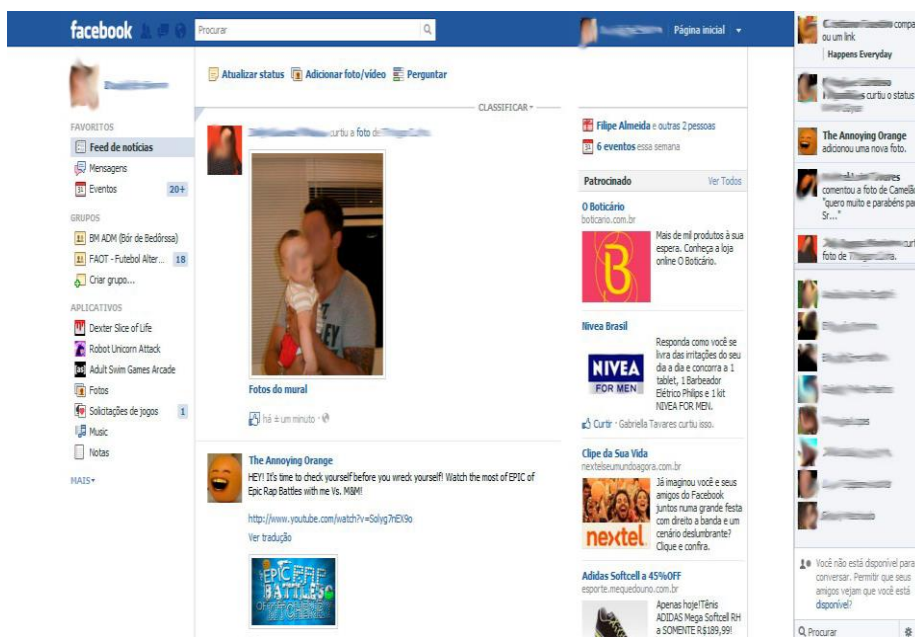 facebook
Procurar
Página inicial
Atualizar status Adicionar foto/vídeo Perguntar
CLASSIFICAR
FAVORITOS
Feed de notícias
Mensagens
Eventos 20+
GRUPOS
BM ADM (Bór de Bedôrssa)
FAOT - Futebol Alter... 18
Criar grupo...
APLICATIVOS
Dexter Slice of Life
Robot Unicorn Attack
Adult Swim Games Arcade
Fotos
Solicitações de jogos 1
Music
Notas
MAIS
curtiu a foto de
Fotos do mural
há ± um minuto
The Annoying Orange
HEY! It's time to check yourself before you wreck yourself! Watch the most of EPIC of
Epic Rap Battles with me Vs. M&M!
http://www.youtube.com/watch?v=Solyg7hEX9o
Ver tradução
EPIC RAP
BATTLES
Filipe Almeida e outras 2 pessoas
6 eventos essa semana
Patrocinado Ver Todos
O Boticário
boticario.com.br
Mais de mil produtos à sua
espera. Conheça a loja
online O Boticário.
Nivea Brasil
NIVEA
FOR MEN
Responda como você se
livra das irritações do seu
dia a dia e concorra a 1
tablet, 1 Barbeador
Elétrico Philips e 1 kit
NIVEA FOR MEN.
Curtir · Gabriella Tavares curtiu isso.
Clipe da Sua Vida
nextelseumundoagora.com.br
nextel
Já imaginou você e seus
amigos do Facebook
juntos numa grande festa
com direito a banda e um
cenário deslumbrante?
Clique e confira.
Adidas Softcell a 45%OFF
esporte.mequedouno.com.br
Apenas hoje!Tênis
ADIDAS Mega Softcell RH
a SOMENTE R$189,99!
compa
ou um link
Happens Everyday
curtiu o status
The Annoying Orange
adicionou uma nova foto.
comentou a foto de Camelão
"quero muito e parabéns par
Sr..."
curt
foto de
Você não está disponível para
conversar. Permitir que seus
amigos vejam que você está
disponível?
Procurar